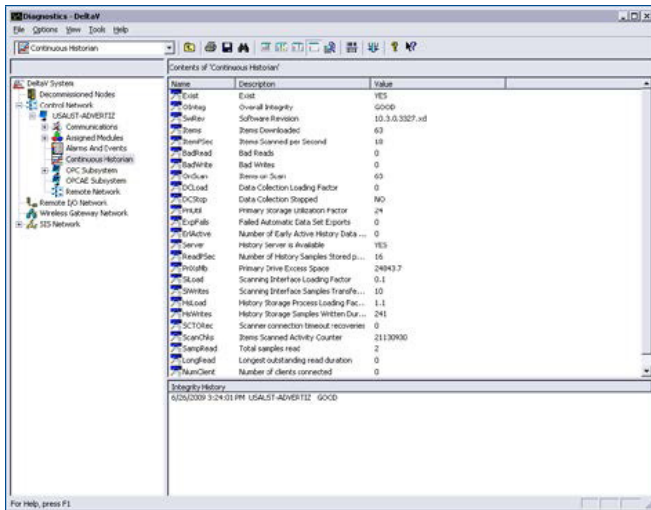 Diagnostics - DeltaV
File Options View Tools Help
Continuous Historian
Contents of 'Continuous Historian'
DeltaV System
Decommissioned Nodes
Control Network
USAUST-ADVERTIZ
Communications
Assigned Modules
Alarms And Events
Continuous Historian
OPC Subsystem
OPCAE Subsystem
Remote Network
Remote I/O Network
Wireless Gateway Network
SIS Network
Name Description Value
Exist Exist YES
OInteg Overall Integrity GOOD
SwRev Software Revision 10.3.0.3327.xd
Items Items Downloaded 63
ItemPSec Items Scanned per Second 18
BadRead Bad Reads 0
BadWrite Bad Writes 0
OnScan Items on Scan 63
DCLoad Data Collection Loading Factor 0
DCStop Data Collection Stopped NO
PriUtil Primary Storage Utilization Factor 24
ExpFails Failed Automatic Data Set Exports 0
ErlActive Number of Early Active History Data ... 0
Server History Server is Available YES
ReadPSec Number of History Samples Stored p... 16
PriXsMb Primary Drive Excess Space 24843.7
SiLoad Scanning Interface Loading Factor 0.1
SiWrites Scanning Interface Samples Transfe... 10
HsLoad History Storage Process Loading Fac... 1.1
HsWrites History Storage Samples Written Dur... 241
SCTORec Scanner connection timeout recoveries 0
ScanChks Items Scanned Activity Counter 21130930
SampRead Total samples read 2
LongRead Longest outstanding read duration 0
NumClient Number of clients connected 0
Integrity History
6/26/2009 3:24:01 PM USAUST-ADVERTIZ GOOD
For Help, press F1